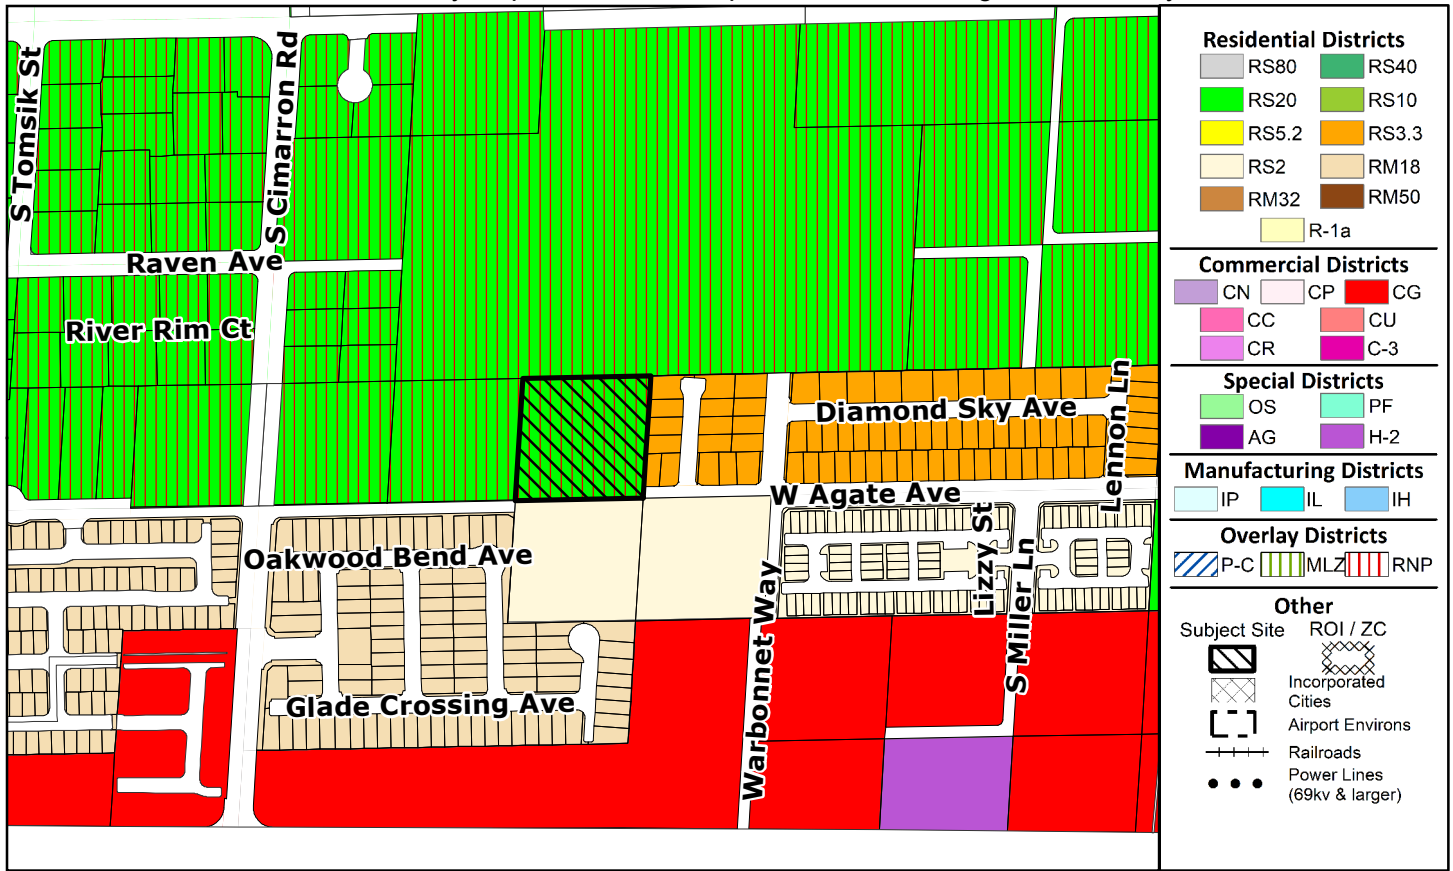 S Tomsik St
S Cimarron Rd
Raven Ave
River Rim Ct
Diamond Sky Ave
Lennon Ln
W Agate Ave
Oakwood Bend Ave
Lizzy St
S Miller Ln
Warbonnet Way
Glade Crossing Ave
Residential Districts
RS80 RS40
RS20 RS10
RS5.2 RS3.3
RS2 RM18
RM32 RM50
R-1a
Commercial Districts
CN CP CG
CC CU
CR C-3
Special Districts
OS PF
AG H-2
Manufacturing Districts
IP IL IH
Overlay Districts
P-C MLZ RNP
Other
Subject Site ROI / ZC
Incorporated
Cities
Airport Environs
Railroads
Power Lines
(69kv & larger)